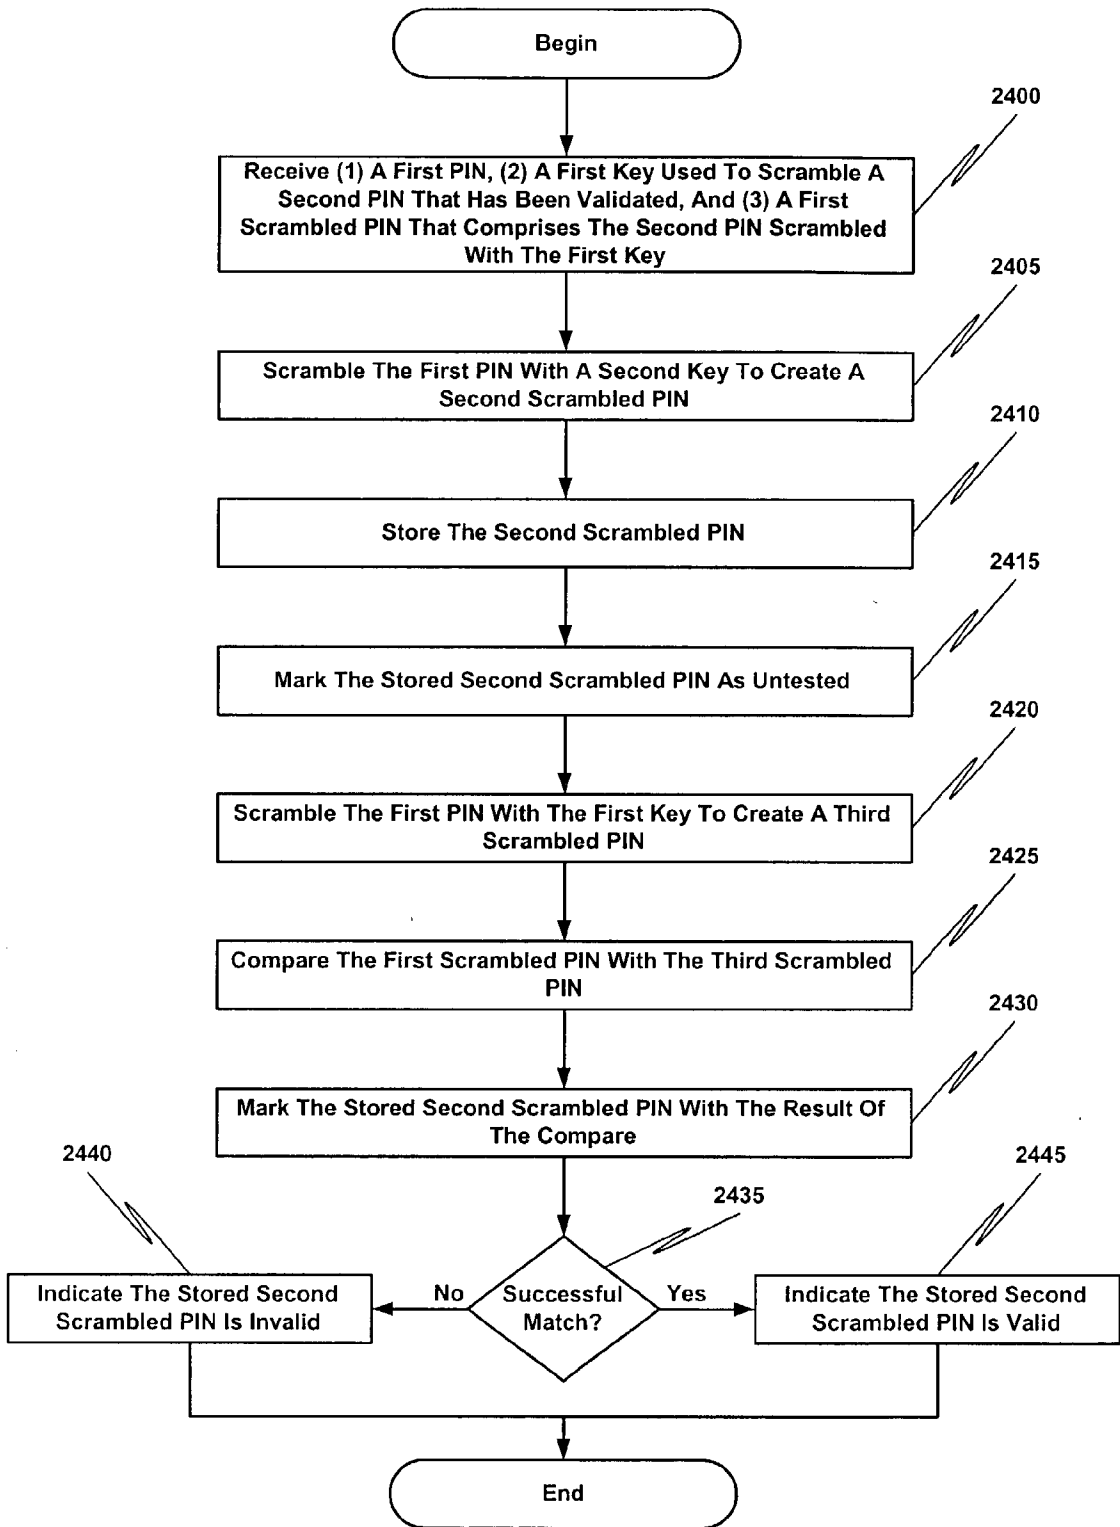 Begin
2400
Receive (1) A First PIN, (2) A First Key Used To Scramble A
Second PIN That Has Been Validated, And (3) A First
Scrambled PIN That Comprises The Second PIN Scrambled
With The First Key
2405
Scramble The First PIN With A Second Key To Create A
Second Scrambled PIN
2410
Store The Second Scrambled PIN
2415
Mark The Stored Second Scrambled PIN As Untested
2420
Scramble The First PIN With The First Key To Create A Third
Scrambled PIN
2425
Compare The First Scrambled PIN With The Third Scrambled
PIN
2430
Mark The Stored Second Scrambled PIN With The Result Of
The Compare
2440
2435
2445
Indicate The Stored Second
Scrambled PIN Is Invalid
No
Successful
Match?
Yes
Indicate The Stored Second
Scrambled PIN Is Valid
End